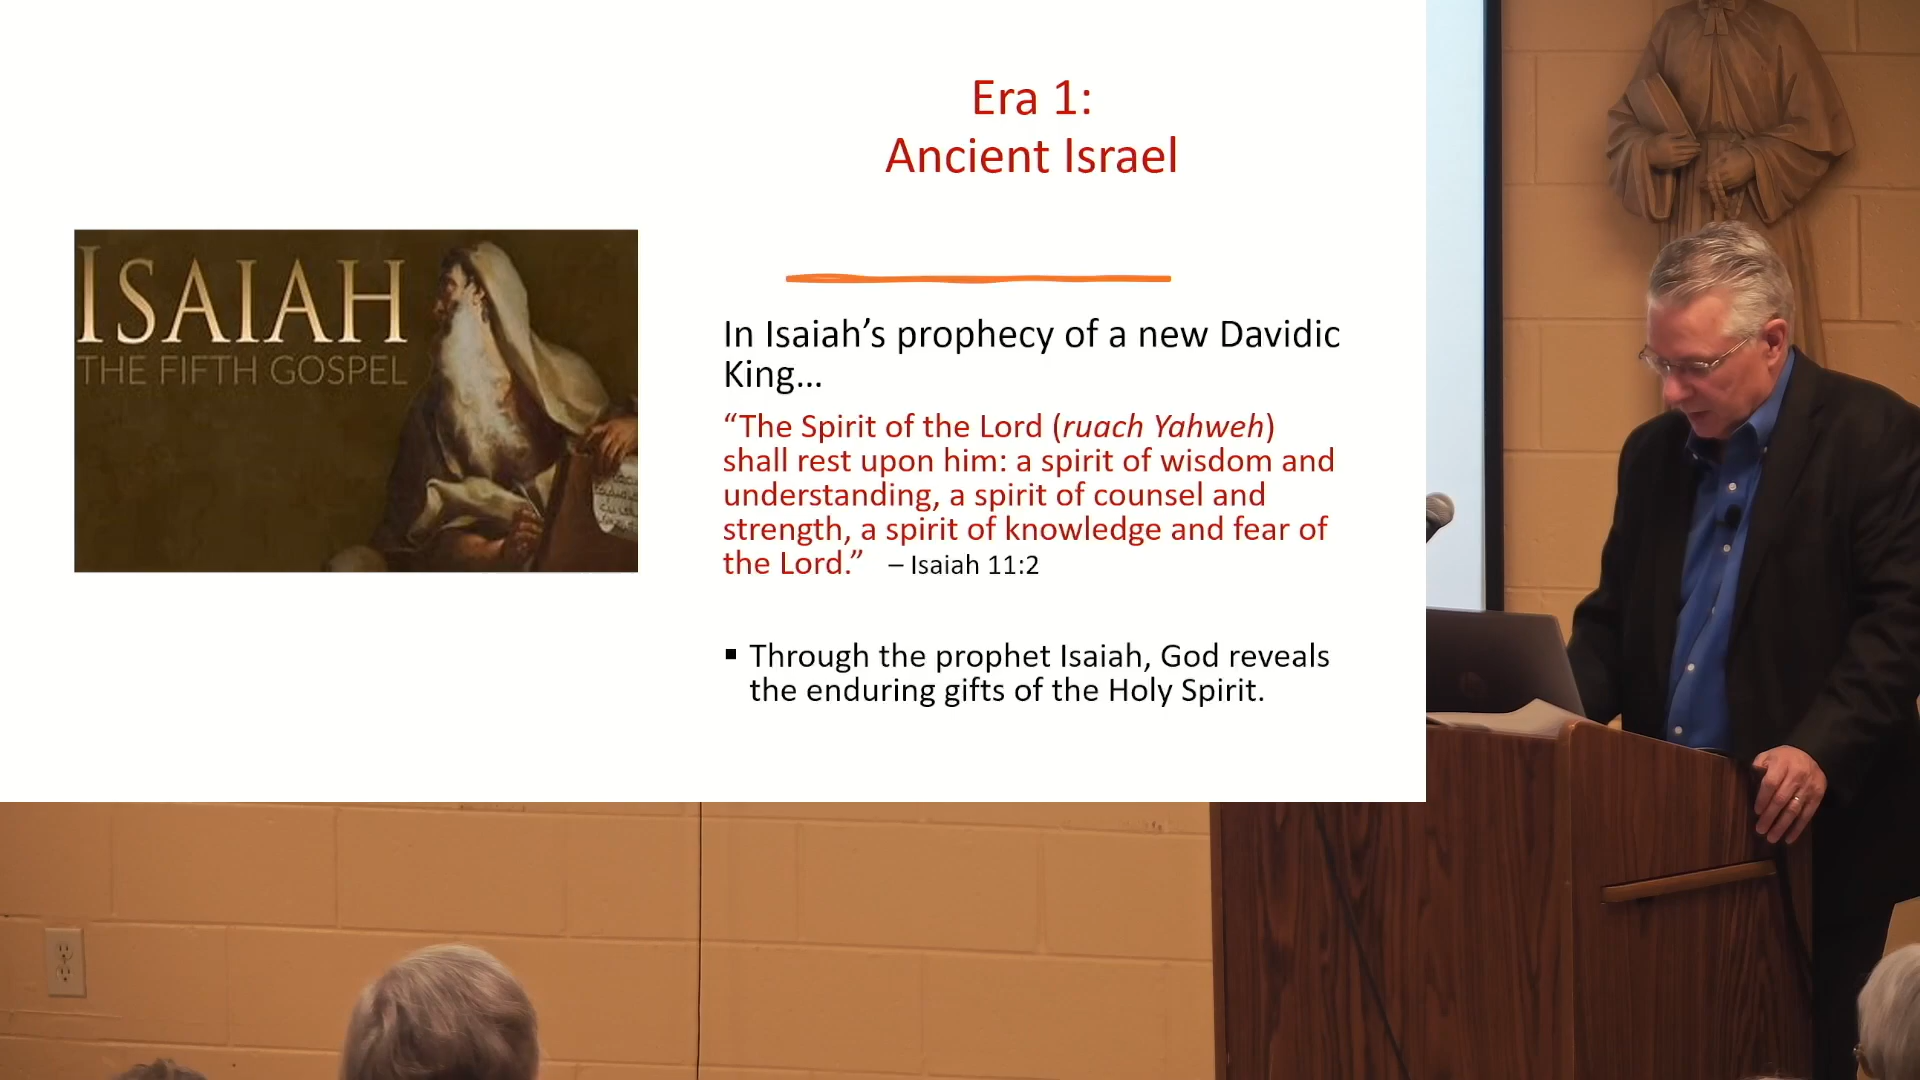 Era 1:
Ancient Israel
ISAIAH
THE FIFTH GOSPEL
In Isaiah’s prophecy of a new Davidic
King…
“The Spirit of the Lord (ruach Yahweh)
shall rest upon him: a spirit of wisdom and
understanding, a spirit of counsel and
strength, a spirit of knowledge and fear of
the Lord.” – Isaiah 11:2
▪ Through the prophet Isaiah, God reveals
the enduring gifts of the Holy Spirit.